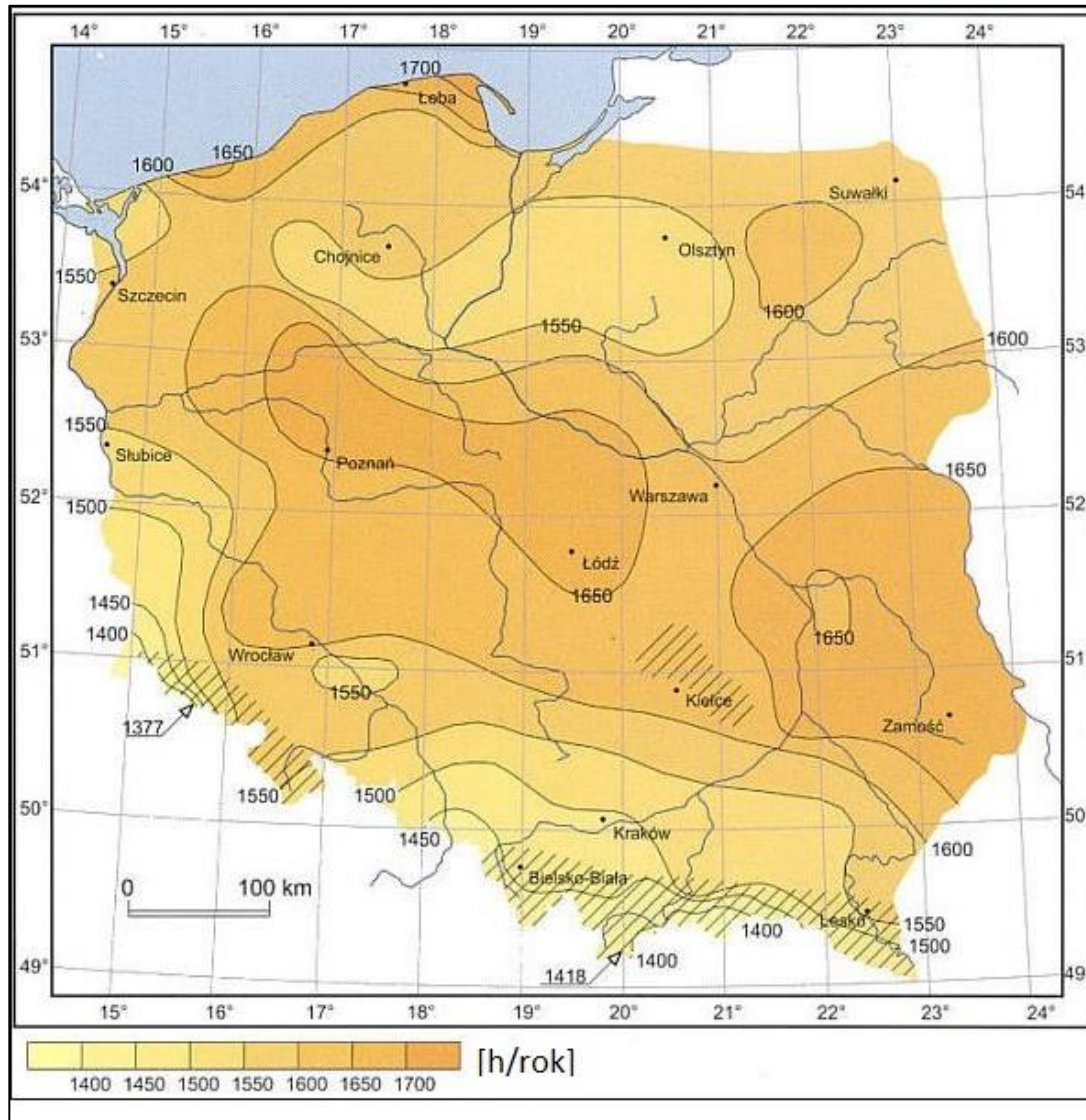 14° 15° 16° 17° 18° 19° 20° 21° 22° 23° 24°
1700
Łeba
1650
1600
54° 54
Suwałki
Chojnice
Olsztyn
1550
Szczecin
1600
1550
53° 1600 53
1550
Słubice
Poznań
1650
1500
52° Warszawa 52
Łódź
1650
1450
1400
1650
51° Wrocław 51
1550
Kielce
1377
Zamość
1550
1500
50° 50
1450
Kraków
1600
0 100 km
Bielsko-Biała
Lesko
1550
1400
1500
1418
1400
49° 49
15° 16° 17° 18° 19° 20° 21° 22° 23° 24°
[h/rok]
1400 1450 1500 1550 1600 1650 1700